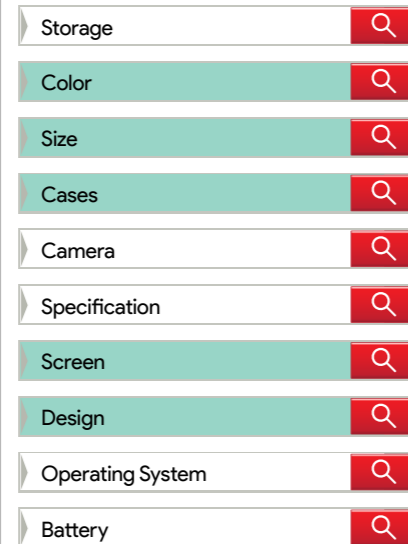 Storage
Color
Size
Cases
Camera
Specification
Screen
Design
Operating System
Battery